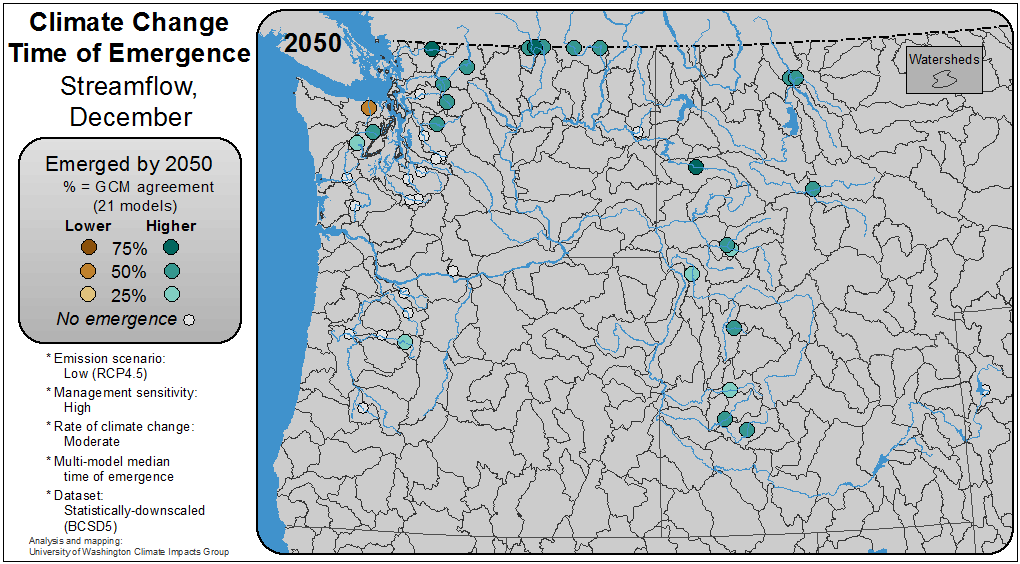 Climate Change
Time of Emergence
Streamflow,
December
Emerged by 2050
% = GCM agreement
(21 models)
Lower Higher
75%
50%
25%
No emergence
* Emission scenario:
Low (RCP4.5)
* Management sensitivity:
High
* Rate of climate change:
Moderate
* Multi-model median
time of emergence
* Dataset:
Statistically-downscaled
(BCSD5)
Analysis and mapping:
University of Washington Climate Impacts Group
2050
Watersheds